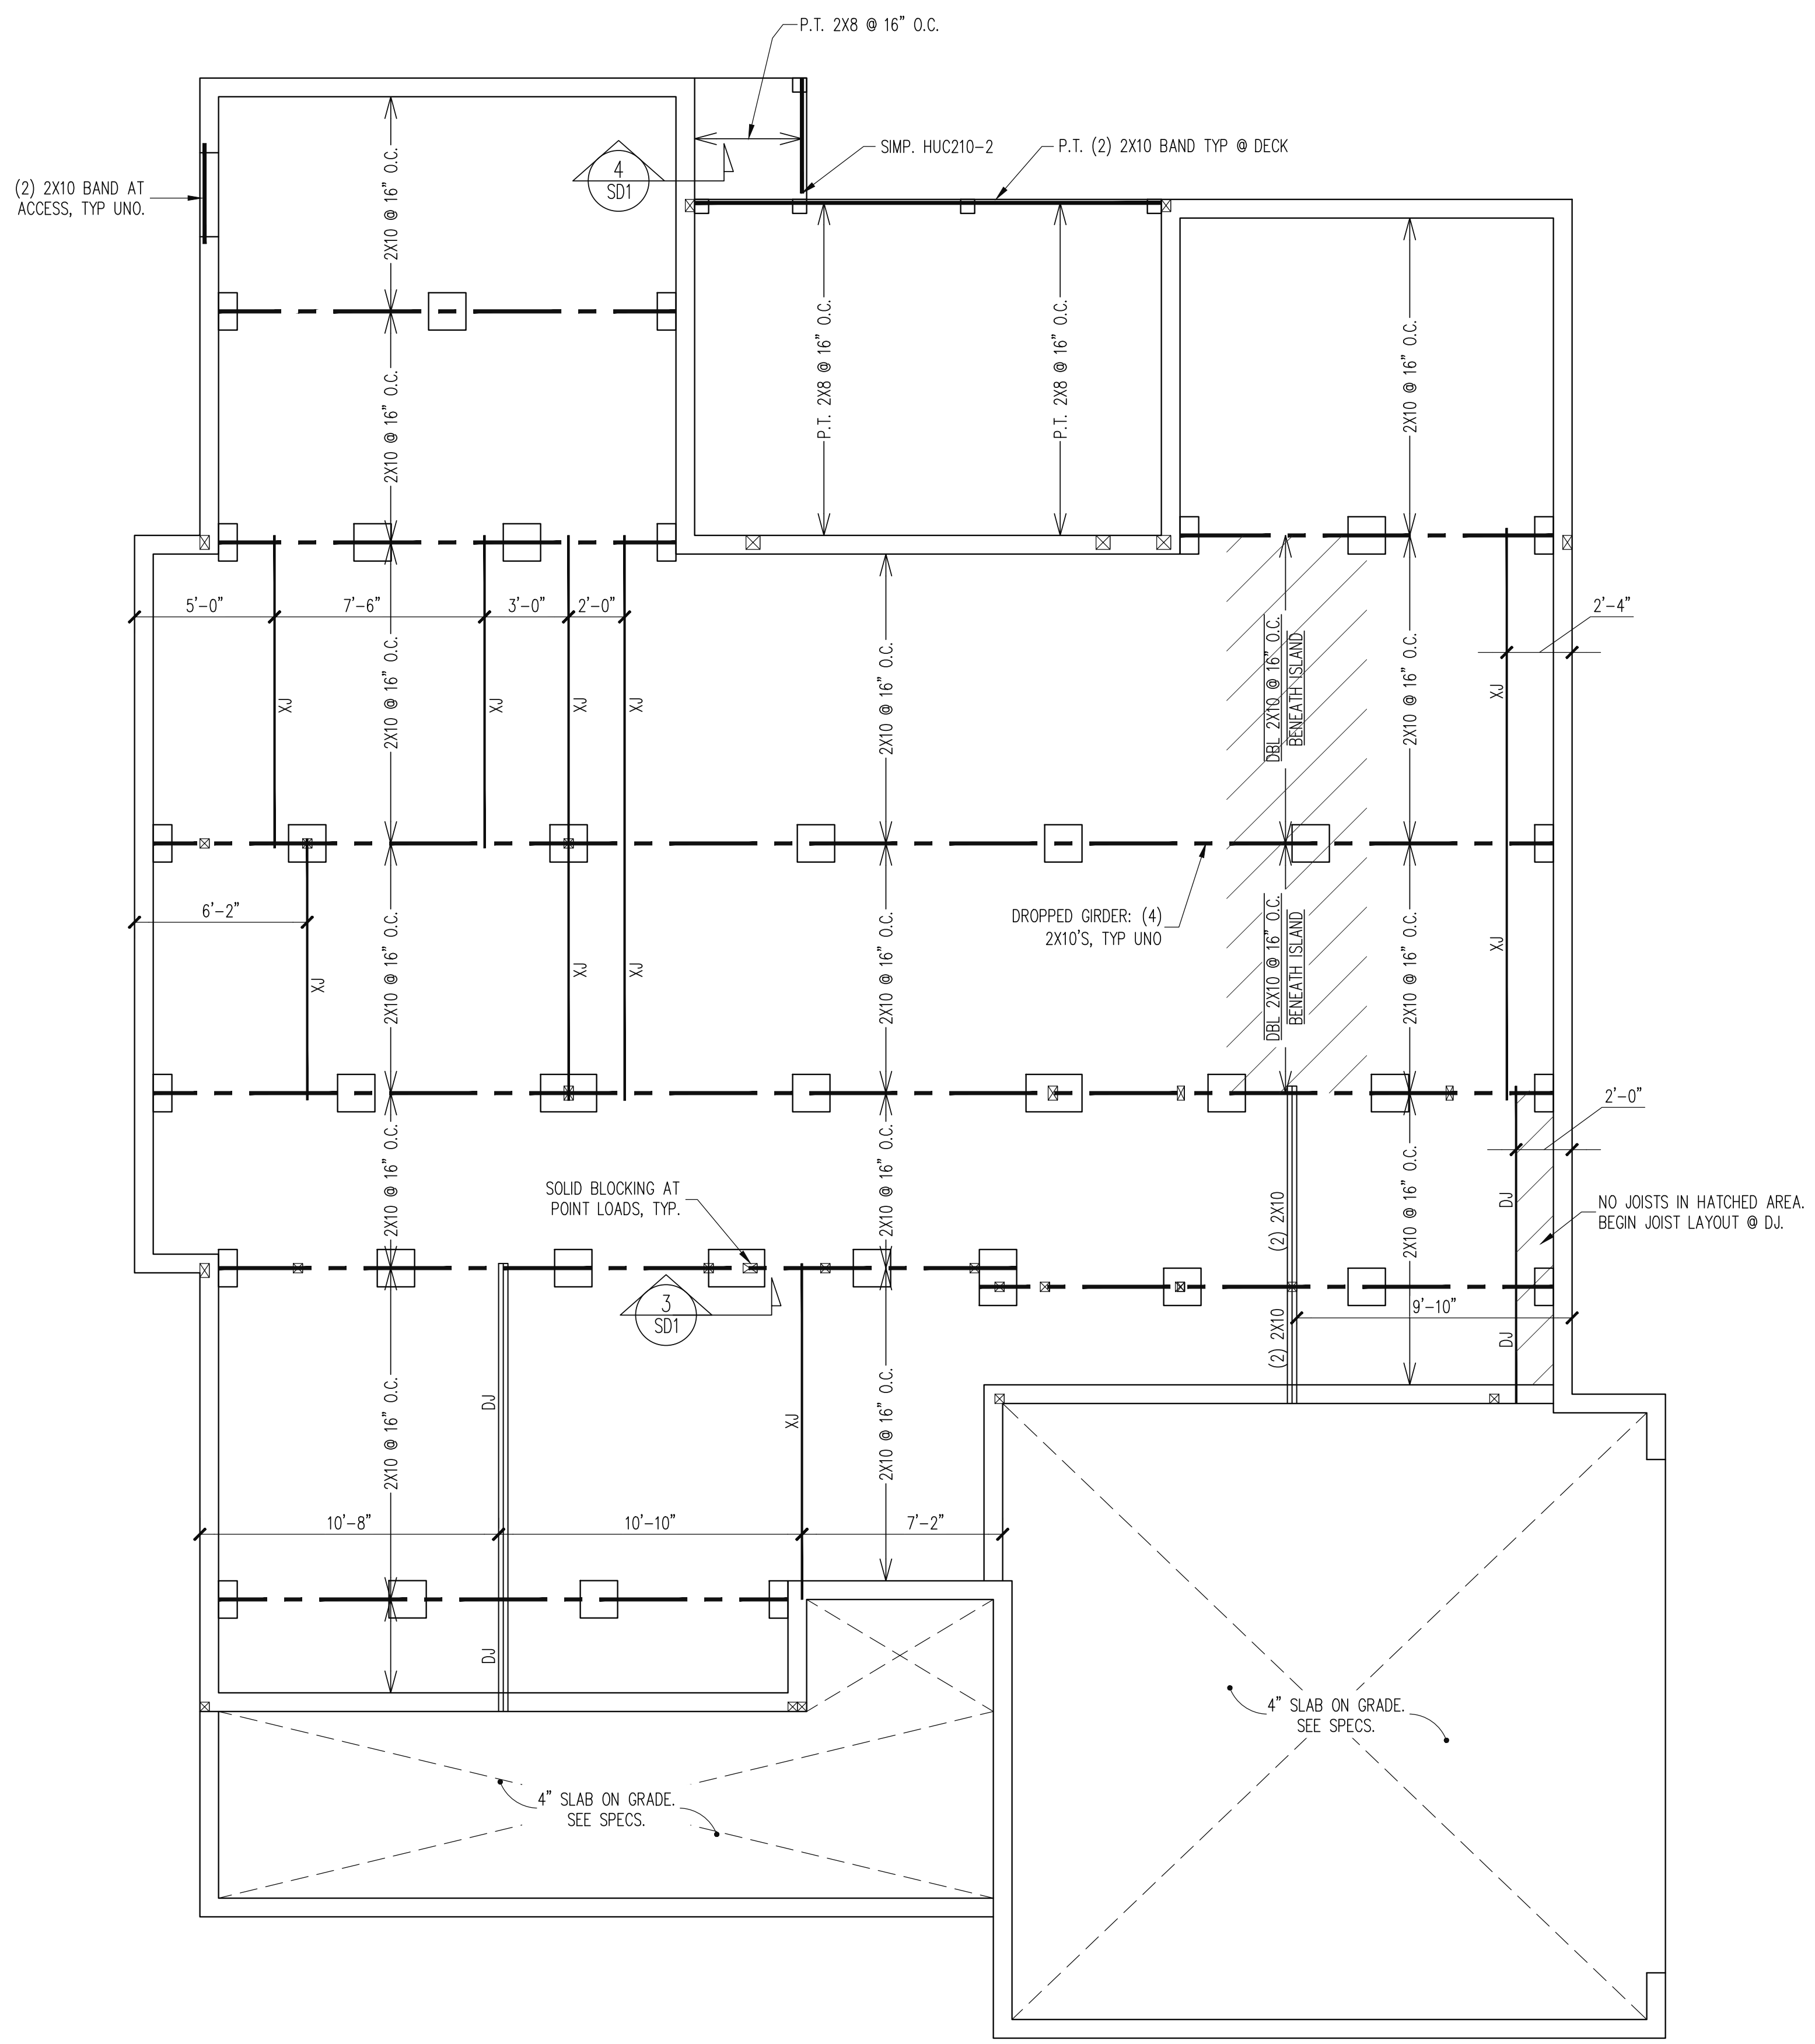 P.T. 2X8 @ 16" O.C.
SIMP. HUC210-2
P.T. (2) 2X10 BAND TYP @ DECK
4
SD1
(2) 2X10 BAND AT
ACCESS, TYP UNO.
2X10 @ 16" O.C.
2X10 @ 16" O.C.
P.T. 2X8 @ 16" O.C.
P.T. 2X8 @ 16" O.C.
2X10 @ 16" O.C.
5'-0"
7'-6"
3'-0"
2'-0"
2'-4"
XJ
2X10 @ 16" O.C.
XJ
XJ
XJ
2X10 @ 16" O.C.
DBL 2X10 @ 16" O.C.
BENEATH ISLAND
2X10 @ 16" O.C.
XJ
6'-2"
DROPPED GIRDER: (4)
2X10'S, TYP UNO
XJ
2X10 @ 16" O.C.
XJ
XJ
2X10 @ 16" O.C.
DBL 2X10 @ 16" O.C.
BENEATH ISLAND
2X10 @ 16" O.C.
XJ
2'-0"
2X10 @ 16" O.C.
SOLID BLOCKING AT
POINT LOADS, TYP.
2X10 @ 16" O.C.
(2) 2X10
2X10 @ 16" O.C.
DJ
NO JOISTS IN HATCHED AREA.
BEGIN JOIST LAYOUT @ DJ.
3
SD1
9'-10"
(2) 2X10
DJ
2X10 @ 16" O.C.
DJ
XJ
2X10 @ 16" O.C.
10'-8"
10'-10"
7'-2"
DJ
4" SLAB ON GRADE.
SEE SPECS.
4" SLAB ON GRADE.
SEE SPECS.